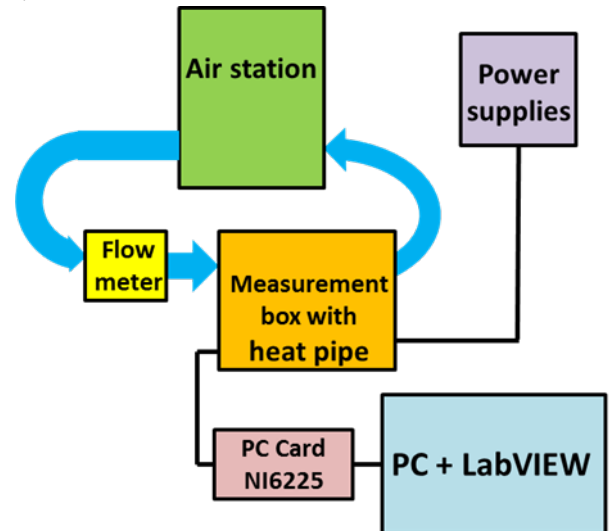 Air station
Power
supplies
Flow
meter
Measurement
box with
heat pipe
PC Card
NI6225
PC + LabVIEW